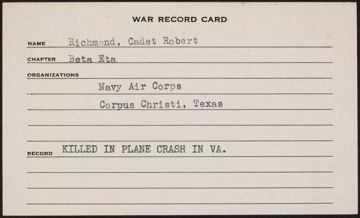 WAR RECORD CARD
NAME Richmond, Cadet Robert
CHAPTER Beta Eta
ORGANIZATIONS
Navy Air Corps
Corpus Christi, Texas
RECORD KILLED IN PLANE CRASH IN VA.